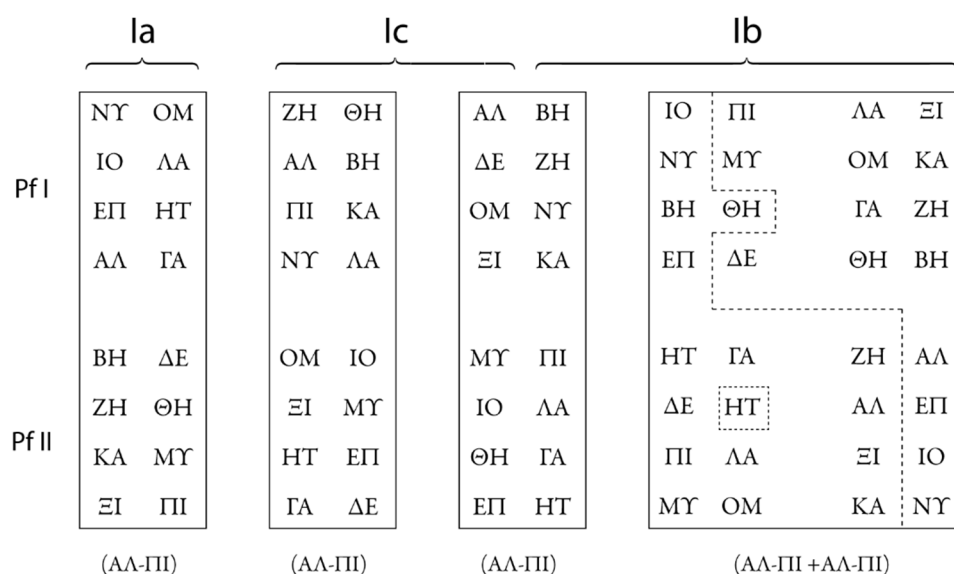 Ia Ic Ib
ΝΥ ΟΜ ΖΗ ΘΗ ΑΛ ΒΗ ΙΟ ΠΙ ΛΑ ΞΙ
Pf I
ΙΟ ΛΑ ΑΛ ΒΗ ΔΕ ΖΗ ΝΥ ΜΥ ΟΜ ΚΑ
ΕΠ ΗΤ ΠΙ ΚΑ ΟΜ ΝΥ ΒΗ ΘΗ ΓΑ ΖΗ
ΑΛ ΓΑ ΝΥ ΛΑ ΞΙ ΚΑ ΕΠ ΔΕ ΘΗ ΒΗ
ΒΗ ΔΕ ΟΜ ΙΟ ΜΥ ΠΙ ΗΤ ΓΑ ΖΗ ΑΛ
ΖΗ ΘΗ ΞΙ ΜΥ ΙΟ ΛΑ ΔΕ ΗΤ ΑΛ ΕΠ
Pf II
ΚΑ ΜΥ ΗΤ ΕΠ ΘΗ ΓΑ ΠΙ ΛΑ ΞΙ ΙΟ
ΞΙ ΠΙ ΓΑ ΔΕ ΕΠ ΗΤ ΜΥ ΟΜ ΚΑ ΝΥ
(ΑΛ-ΠΙ) (ΑΛ-ΠΙ) (ΑΛ-ΠΙ) (ΑΛ-ΠΙ +ΑΛ-ΠΙ)